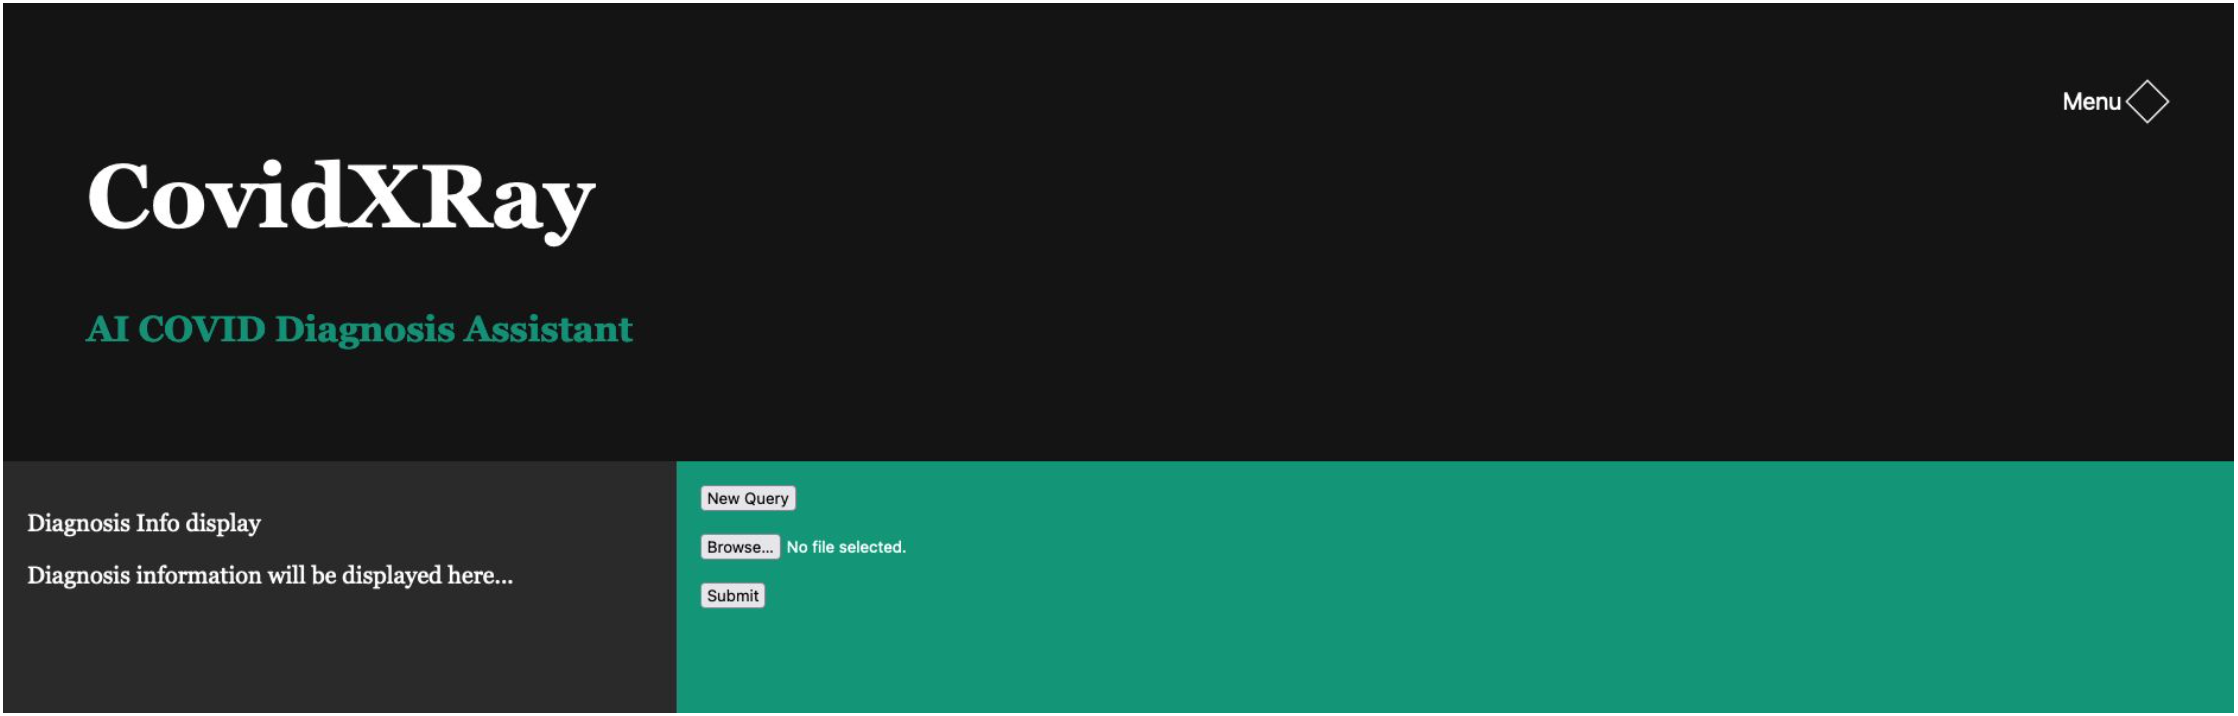 Menu
CovidXRay
AI COVID Diagnosis Assistant
Diagnosis Info display
Diagnosis information will be displayed here...
New Query
Browse... No file selected.
Submit